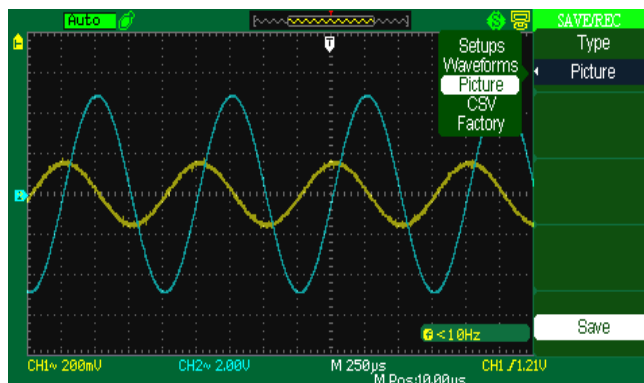 Auto
SAVE/REC
Type
Picture
T
Setups
Waveforms
Picture
CSV
Factory
f <10Hz
Save
CH1~ 200mV
CH2~ 2.00V
M 250µs
CH1 ƒ1.21V
M Pos:10.00µs